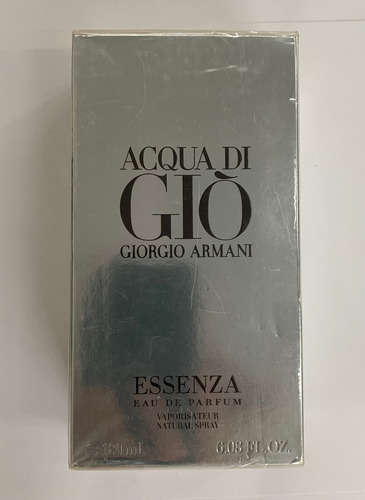 ACQUA DI
GIÒ
GIORGIO ARMANI
ESSENZA
EAU DE PARFUM
VAPORISATEUR
NATURAL SPRAY
6.08 FL.OZ.